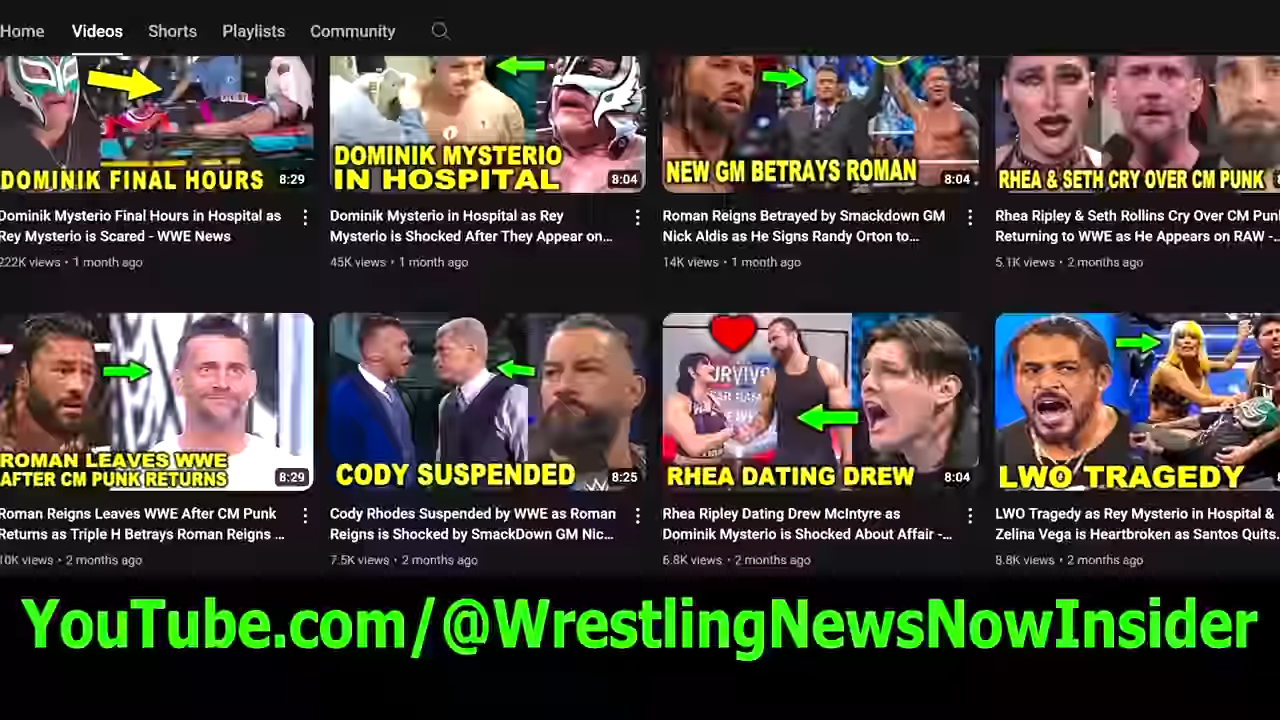 Home Videos Shorts Playlists Community
DOMINIK FINAL HOURS
8:29
DOMINIK MYSTERIO
IN HOSPITAL
8:04
NEW GM BETRAYS ROMAN
8:04
RHEA & SETH CRY OVER CM PUNK
Dominik Mysterio Final Hours in Hospital as
Rey Mysterio is Scared - WWE News
222K views • 1 month ago
Dominik Mysterio in Hospital as Rey
Mysterio is Shocked After They Appear on...
45K views • 1 month ago
Roman Reigns Betrayed by Smackdown GM
Nick Aldis as He Signs Randy Orton to...
14K views • 1 month ago
Rhea Ripley & Seth Rollins Cry Over CM Punk
Returning to WWE as He Appears on RAW -...
5.1K views • 2 months ago
ROMAN LEAVES WWE
AFTER CM PUNK RETURNS
8:29
CODY SUSPENDED
8:25
RHEA DATING DREW
8:04
LWO TRAGEDY
Roman Reigns Leaves WWE After CM Punk
Returns as Triple H Betrays Roman Reigns ...
10K views • 2 months ago
Cody Rhodes Suspended by WWE as Roman
Reigns is Shocked by SmackDown GM Nic...
7.5K views • 2 months ago
Rhea Ripley Dating Drew McIntyre as
Dominik Mysterio is Shocked About Affair -...
6.8K views • 2 months ago
LWO Tragedy as Rey Mysterio in Hospital &
Zelina Vega is Heartbroken as Santos Quits...
8.8K views • 2 months ago
YouTube.com/@WrestlingNewsNowInsider